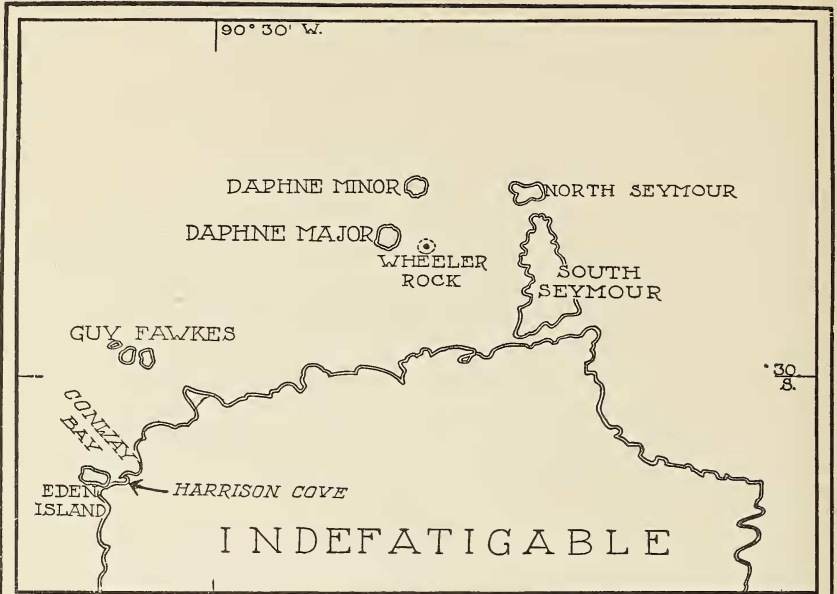 90° 30' W.
DAPHNE MINOR
NORTH SEYMOUR
DAPHNE MAJOR
WHEELER
ROCK
SOUTH
SEYMOUR
GUY FAWKES
° 30
S.
CONWAY
BAY
EDEN
ISLAND
HARRISON COVE
INDEFATIGABLE